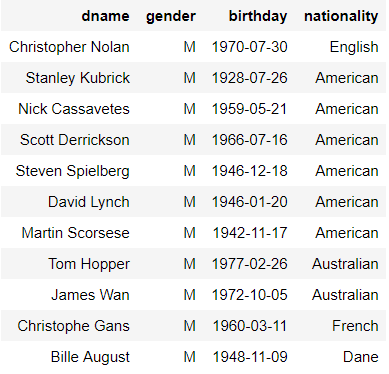 dname gender birthday nationality
Christopher Nolan M 1970-07-30 English
Stanley Kubrick M 1928-07-26 American
Nick Cassavetes M 1959-05-21 American
Scott Derrickson M 1966-07-16 American
Steven Spielberg M 1946-12-18 American
David Lynch M 1946-01-20 American
Martin Scorsese M 1942-11-17 American
Tom Hopper M 1977-02-26 Australian
James Wan M 1972-10-05 Australian
Christophe Gans M 1960-03-11 French
Bille August M 1948-11-09 Dane